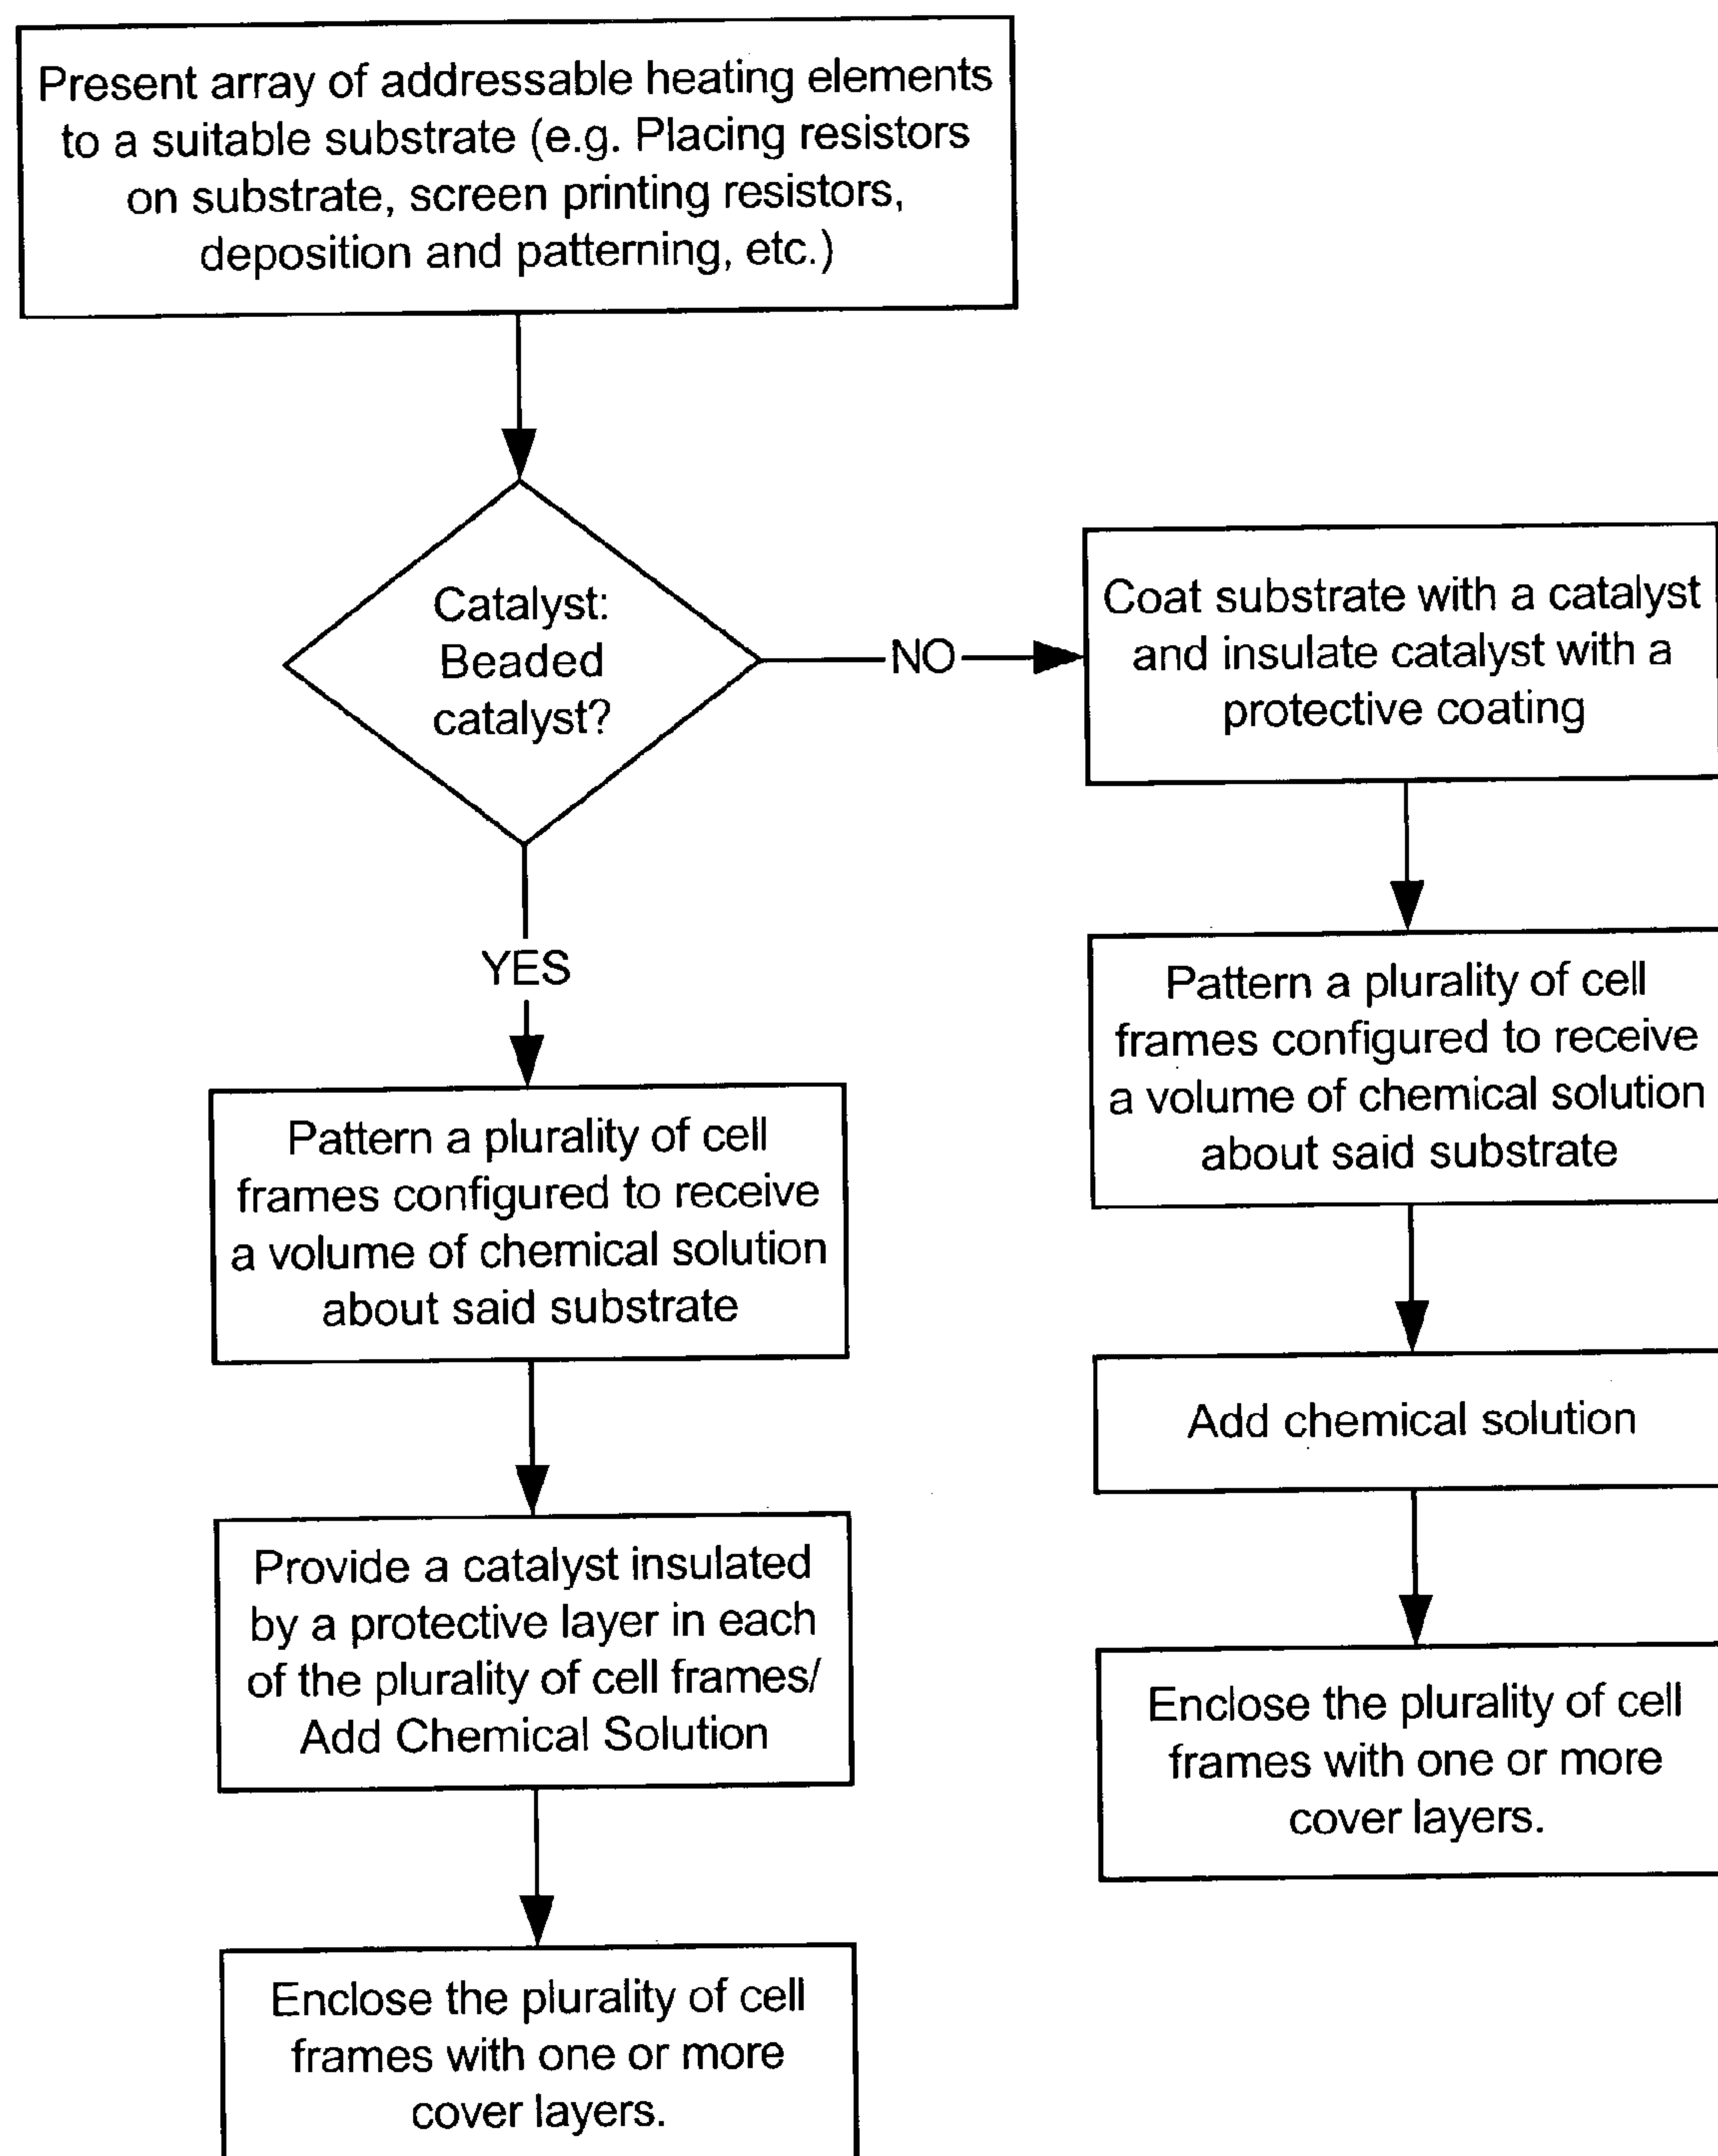 Present array of addressable heating elements
to a suitable substrate (e.g. Placing resistors
on substrate, screen printing resistors,
deposition and patterning, etc.)
Catalyst:
Beaded
catalyst?
NO
Coat substrate with a catalyst
and insulate catalyst with a
protective coating
YES
Pattern a plurality of cell
frames configured to receive
a volume of chemical solution
about said substrate
Pattern a plurality of cell
frames configured to receive
a volume of chemical solution
about said substrate
Add chemical solution
Provide a catalyst insulated
by a protective layer in each
of the plurality of cell frames/
Add Chemical Solution
Enclose the plurality of cell
frames with one or more
cover layers.
Enclose the plurality of cell
frames with one or more
cover layers.